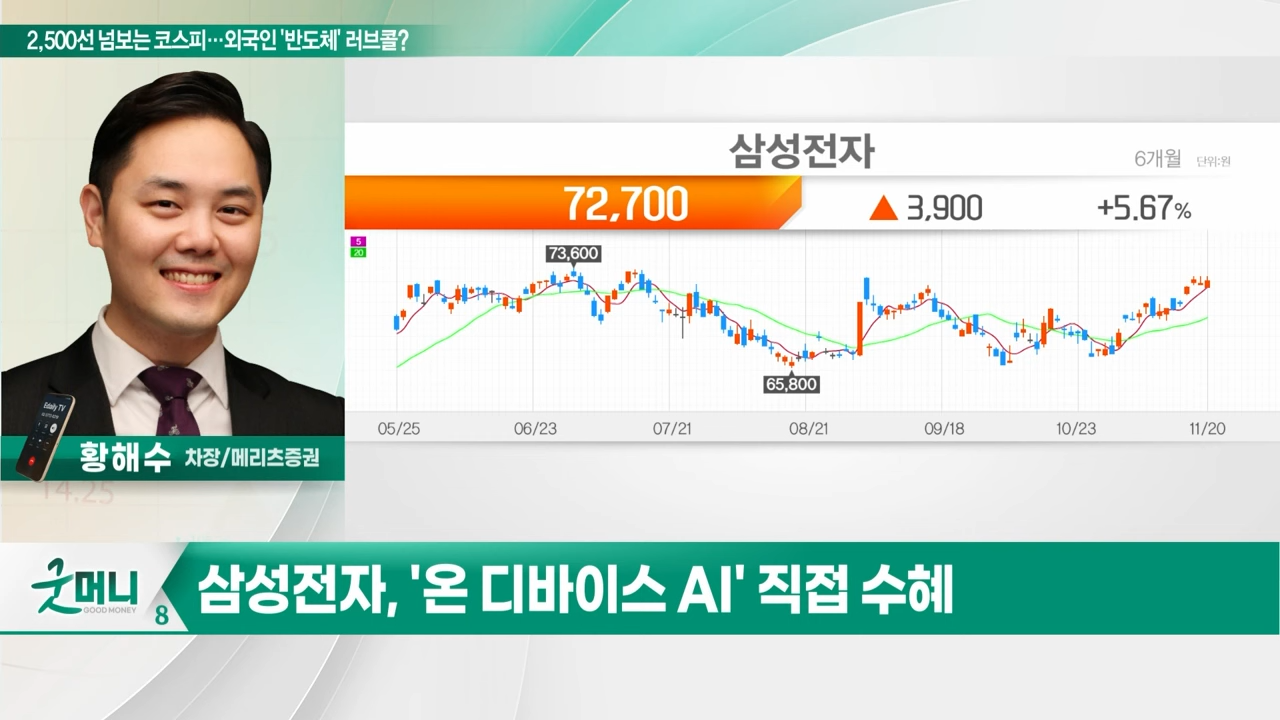 2,500선 넘보는 코스피…외국인 '반도체' 러브콜?
삼성전자
6개월 단위:원
72,700 ▲ 3,900 +5.67%
5
20
73,600
65,800
05/25 06/23 07/21 08/21 09/18 10/23 11/20
Edaily TV
황해수 차장/메리츠증권
14.25
굿머니
GOOD MONEY
8
삼성전자, '온 디바이스 AI' 직접 수혜